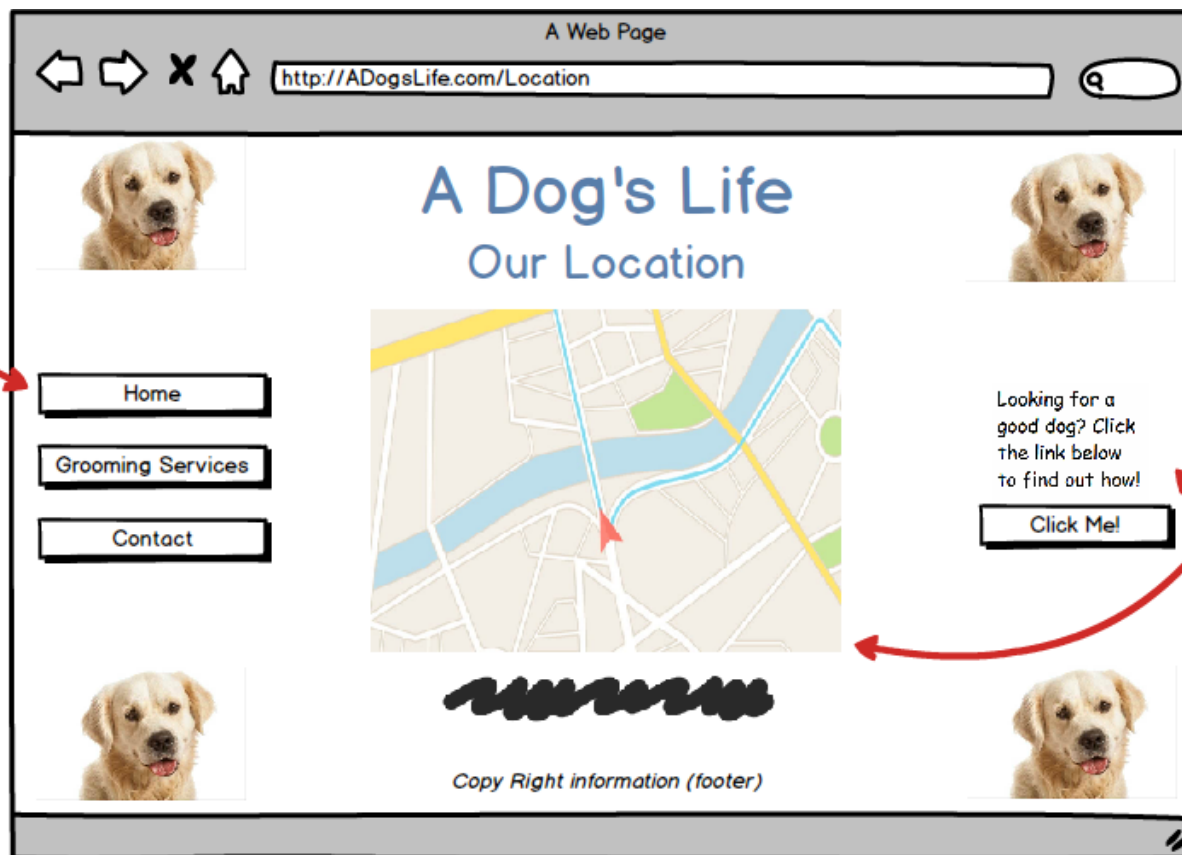 A Web Page
http://ADogsLife.com/Location
A Dog's Life
Our Location
Home
Grooming Services
Contact
Looking for a
good dog? Click
the link below
to find out how!
Click Me!
Copy Right information (footer)